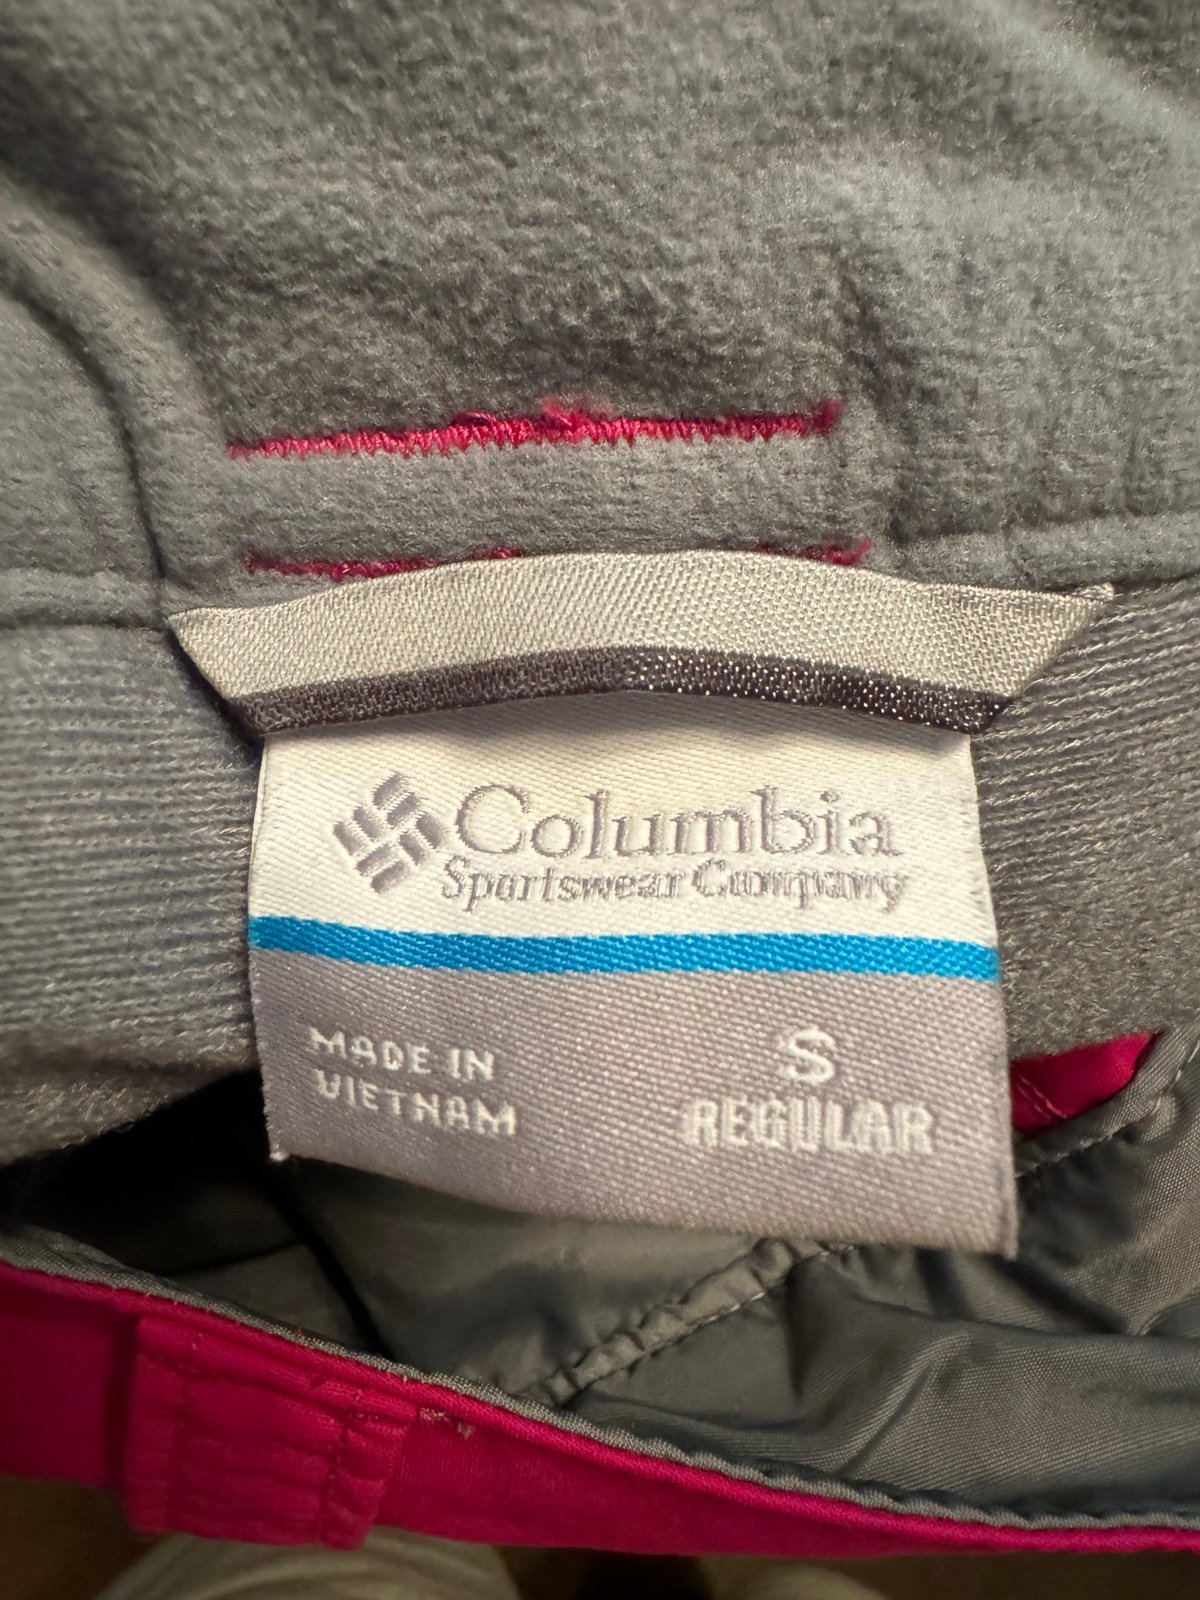 Columbia
Sportswear Company
MADE IN
VIETNAM
S
REGULAR